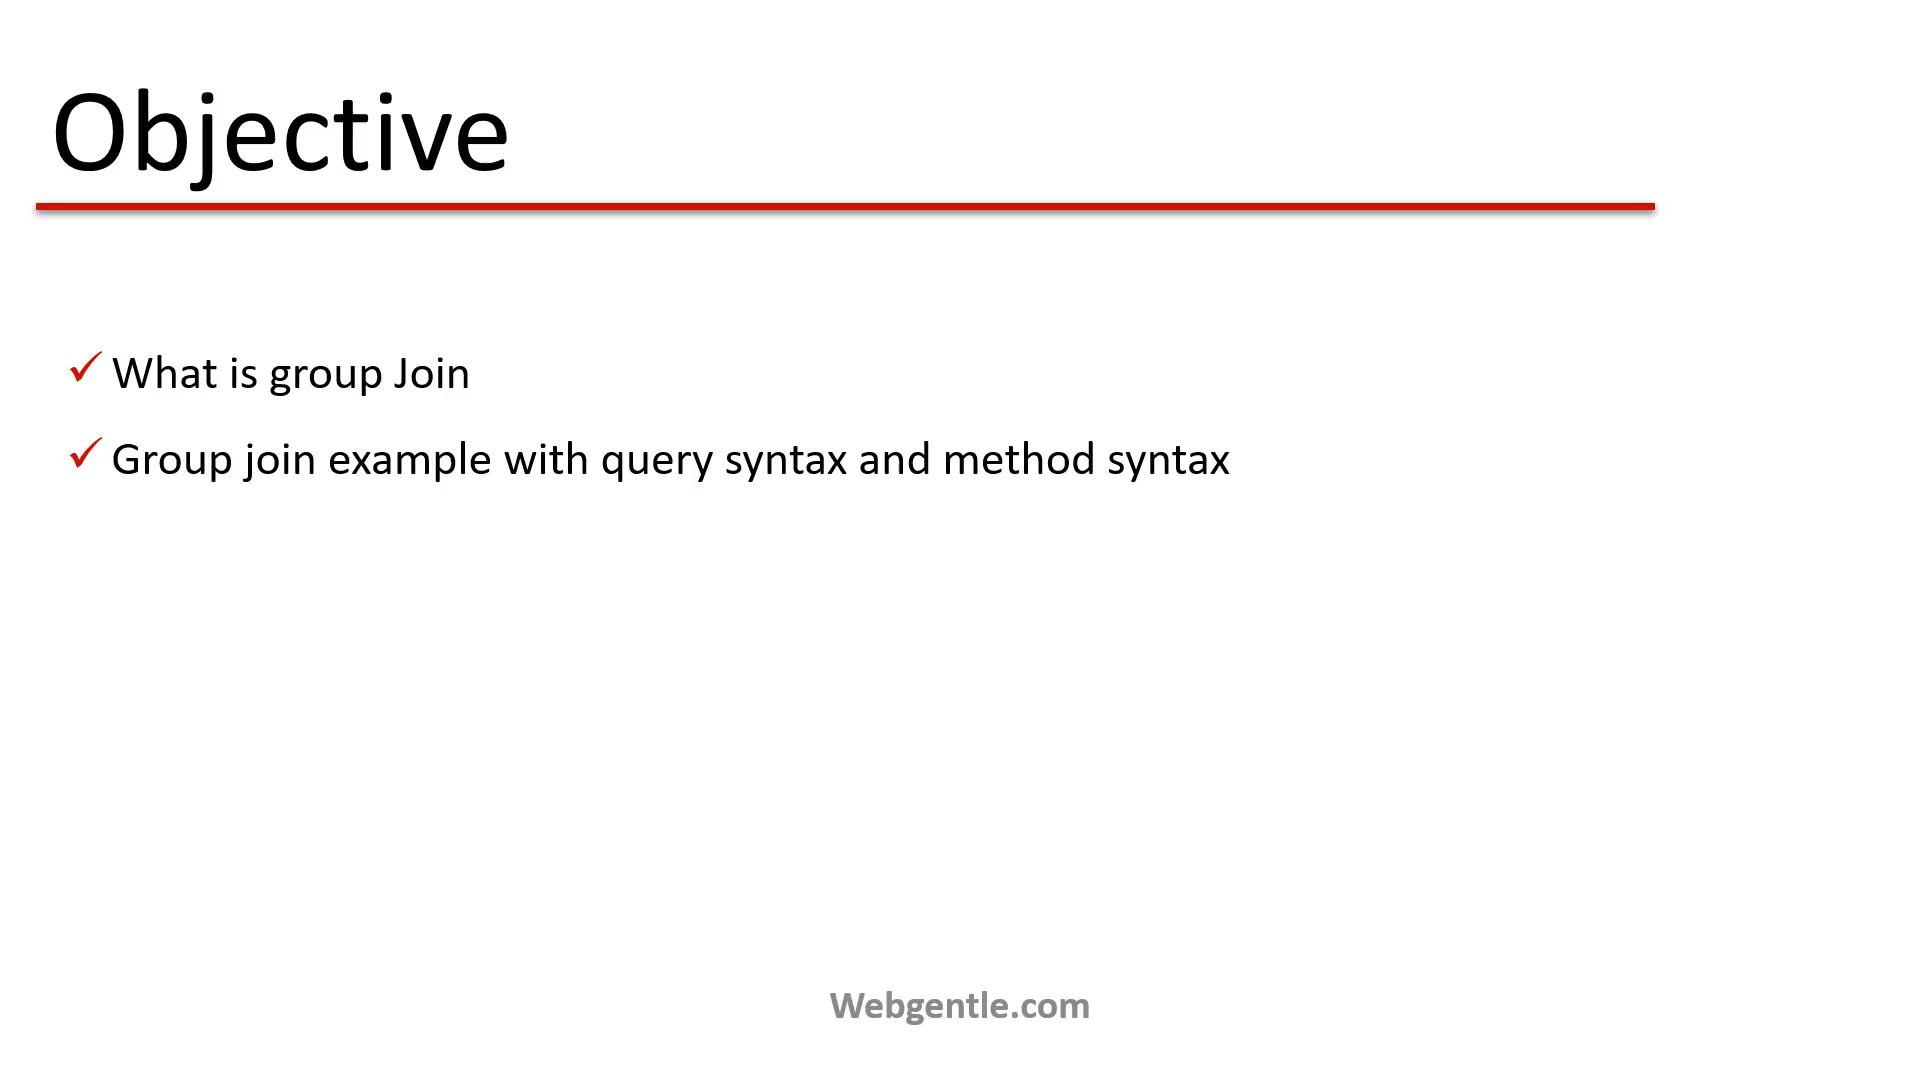 Objective
✓ What is group Join
✓ Group join example with query syntax and method syntax
Webgentle.com